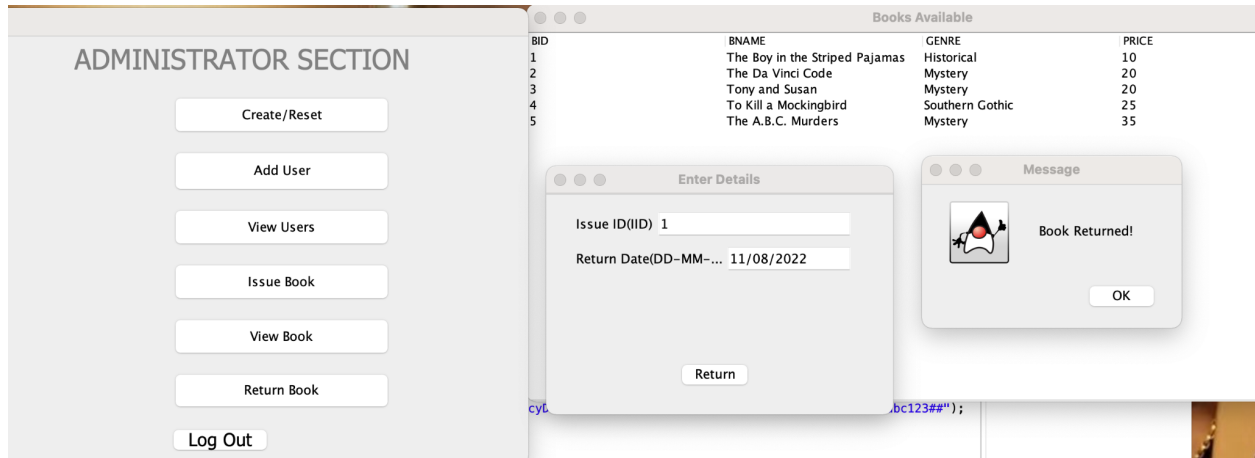 ADMINISTRATOR SECTION
Create/Reset
Add User
View Users
Issue Book
View Book
Return Book
Log Out
Books Available
BID BNAME GENRE PRICE
1 The Boy in the Striped Pajamas Historical 10
2 The Da Vinci Code Mystery 20
3 Tony and Susan Mystery 20
4 To Kill a Mockingbird Southern Gothic 25
5 The A.B.C. Murders Mystery 35
Enter Details
Issue ID(IID) 1
Return Date(DD-MM-... 11/08/2022
Return
Message
Book Returned!
OK
bc123##");